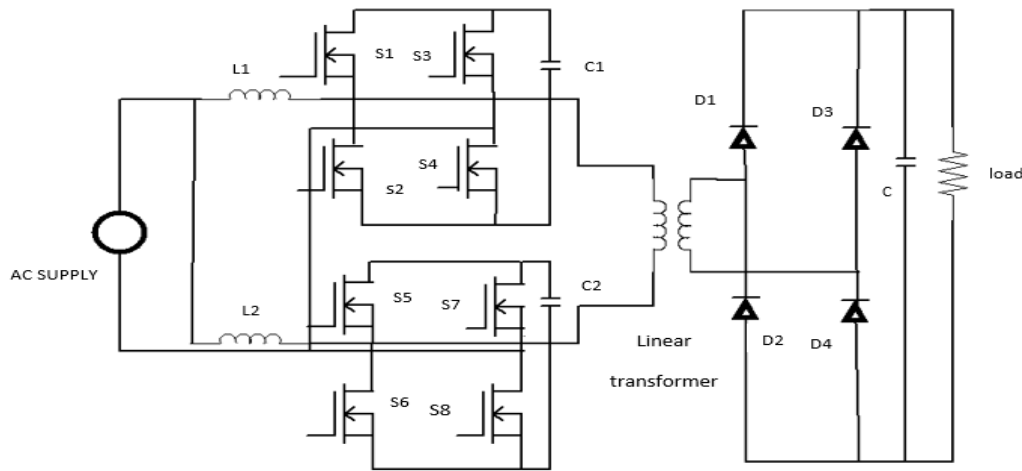 S1
S3
C1
L1
D1
D3
s2
S4
C
load
AC SUPPLY
S5
S7
C2
L2
Linear
transformer
D2
D4
S6
S8